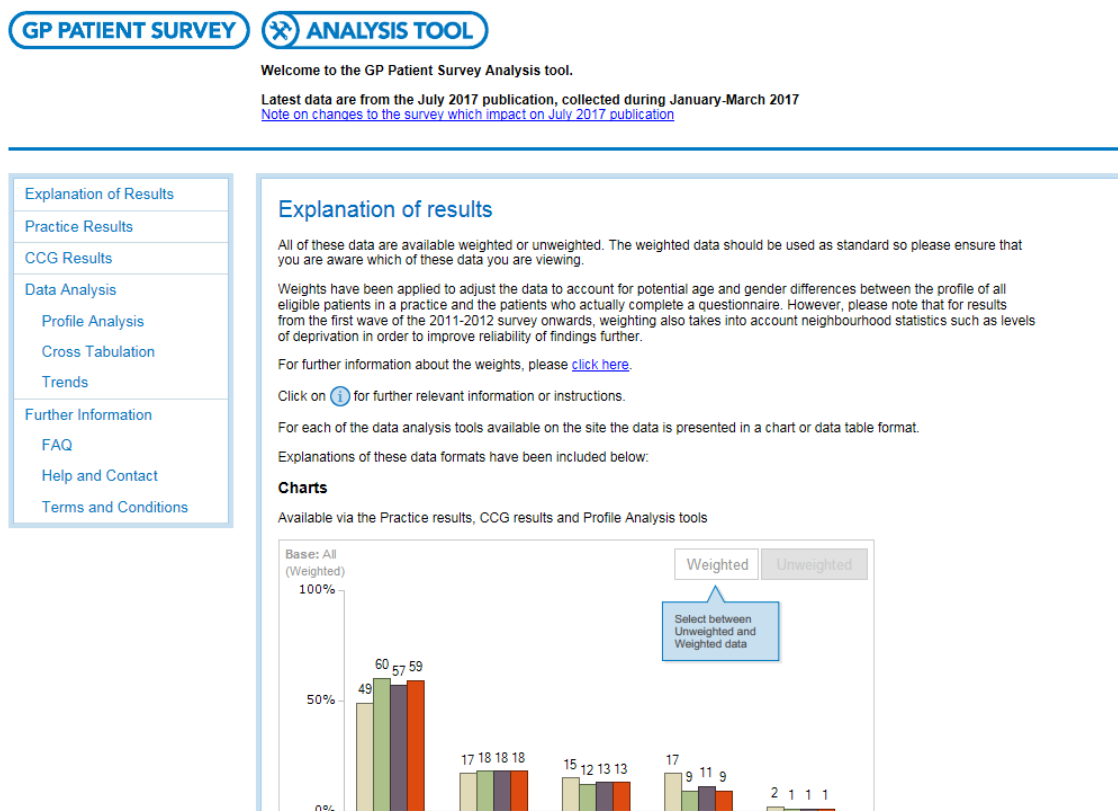 GP PATIENT SURVEY ANALYSIS TOOL
Welcome to the GP Patient Survey Analysis tool.
Latest data are from the July 2017 publication, collected during January-March 2017
Note on changes to the survey which impact on July 2017 publication
Explanation of Results
Practice Results
CCG Results
Data Analysis
Profile Analysis
Cross Tabulation
Trends
Further Information
FAQ
Help and Contact
Terms and Conditions
Explanation of results
All of these data are available weighted or unweighted. The weighted data should be used as standard so please ensure that
you are aware which of these data you are viewing.
Weights have been applied to adjust the data to account for potential age and gender differences between the profile of all
eligible patients in a practice and the patients who actually complete a questionnaire. However, please note that for results
from the first wave of the 2011-2012 survey onwards, weighting also takes into account neighbourhood statistics such as levels
of deprivation in order to improve reliability of findings further.
For further information about the weights, please click here.
Click on i for further relevant information or instructions.
For each of the data analysis tools available on the site the data is presented in a chart or data table format.
Explanations of these data formats have been included below:
Charts
Available via the Practice results, CCG results and Profile Analysis tools
Base: All
(Weighted)
Weighted Unweighted
Select between
Unweighted and
Weighted data
100%
50%
0%
49 60 57 59
17 18 18 18
15 12 13 13
17 9 11 9
2 1 1 1